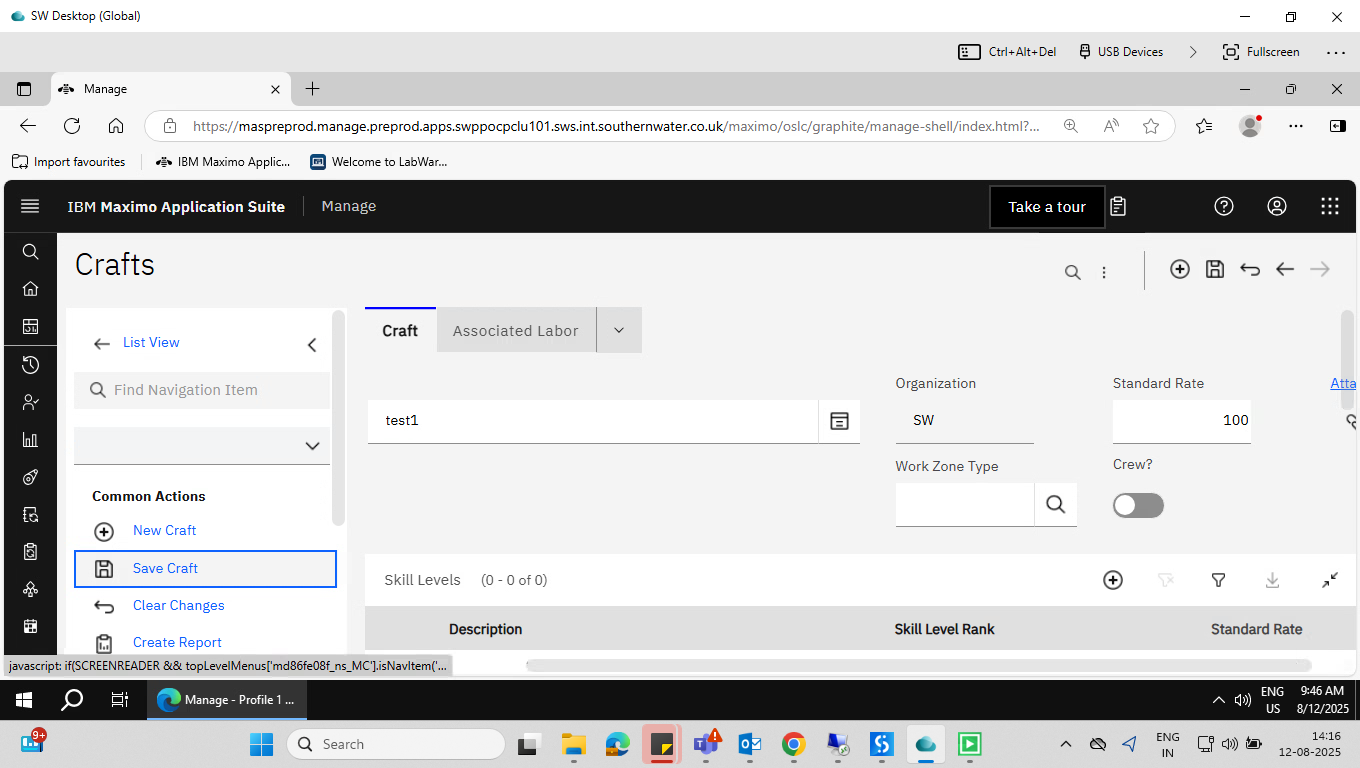 SW Desktop (Global)
Ctrl+Alt+Del
USB Devices
Fullscreen
Manage
https://maspreprod.manage.preprod.apps.swppocpclu101.sws.int.southernwater.co.uk/maximo/oslc/graphite/manage-shell/index.html?...
Import favourites
IBM Maximo Applic...
Welcome to LabWar...
IBM Maximo Application Suite
Manage
Take a tour
Crafts
List View
Find Navigation Item
Common Actions
New Craft
Save Craft
Clear Changes
Create Report
Craft
Associated Labor
test1
Organization
SW
Standard Rate
100
Atta
Work Zone Type
Crew?
Skill Levels (0 - 0 of 0)
Description
Skill Level Rank
Standard Rate
javascript: if(SCREENREADER && topLevelMenus['md86fe08f_ns_MC'].isNavItem('...
Manage - Profile 1 ...
ENG
US
9:46 AM
8/12/2025
9+
Search
ENG
IN
14:16
12-08-2025